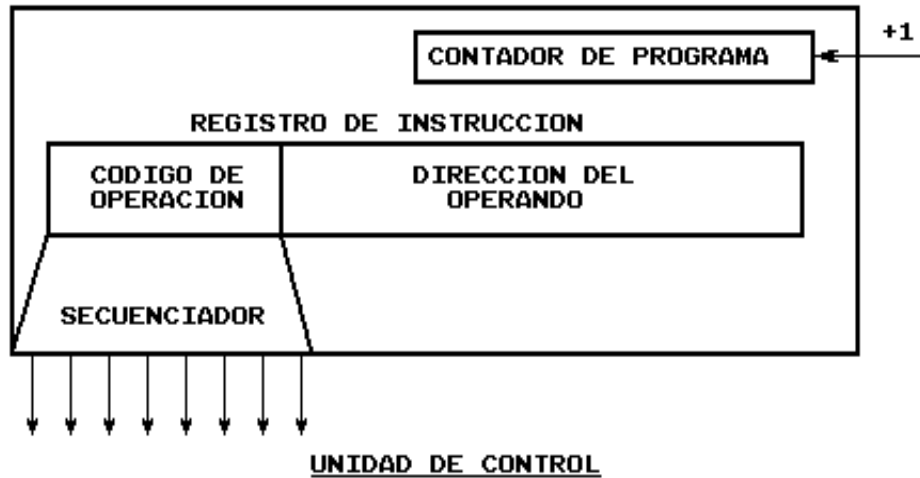 +1
CONTADOR DE PROGRAMA
REGISTRO DE INSTRUCCION
CODIGO DE
OPERACION
DIRECCION DEL
OPERANDO
SECUENCIADOR
UNIDAD DE CONTROL